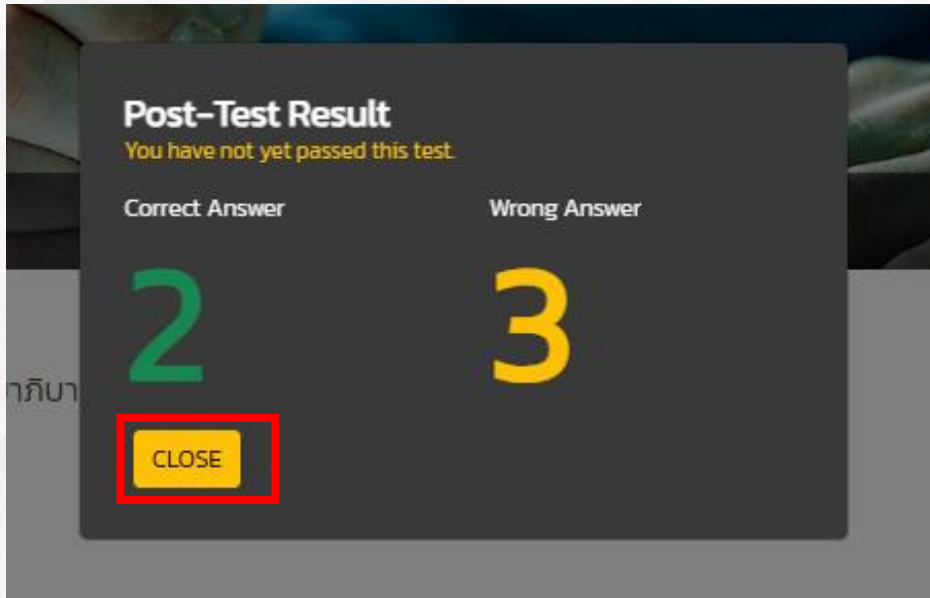 Post-Test Result
You have not yet passed this test.
Correct Answer
Wrong Answer
2
3
CLOSE